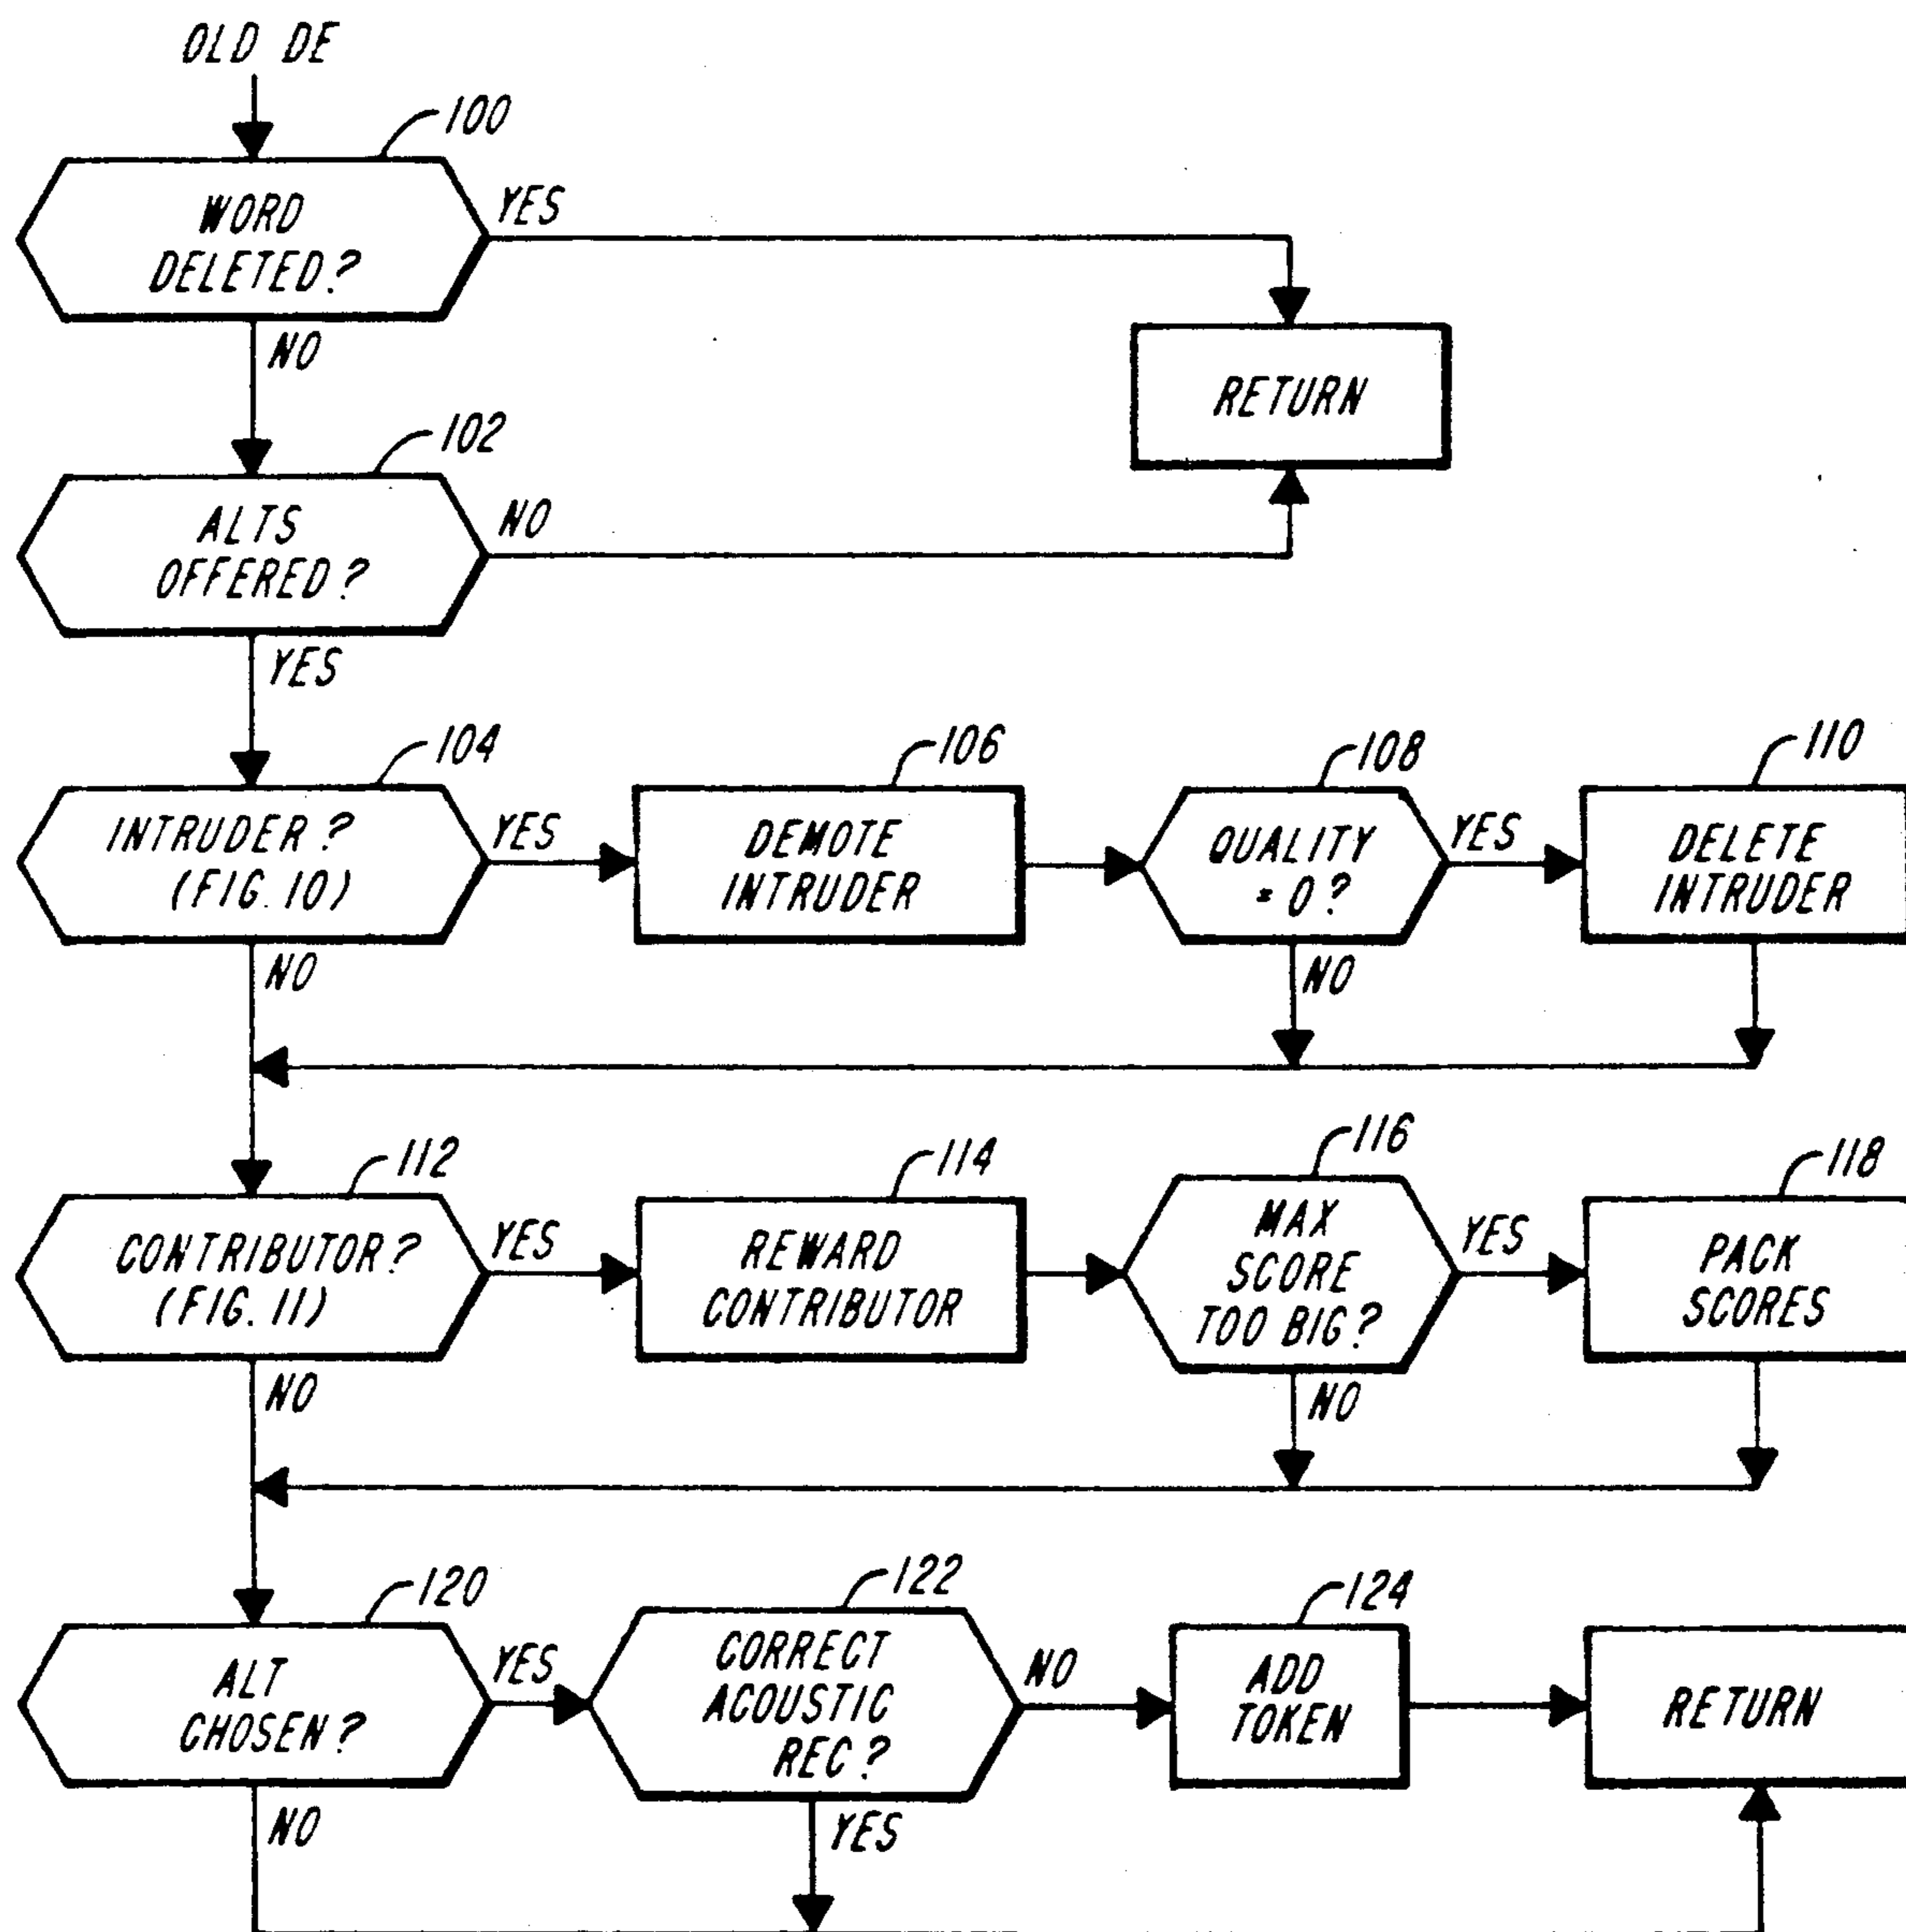 OLD DE
100
WORD
DELETED?
YES
NO
RETURN
102
ALTS
OFFERED?
NO
YES
104
INTRUDER?
(FIG. 10)
YES
NO
106
DEMOTE
INTRUDER
108
QUALITY
= 0?
YES
NO
110
DELETE
INTRUDER
112
CONTRIBUTOR?
(FIG. 11)
YES
NO
114
REWARD
CONTRIBUTOR
116
MAX
SCORE
TOO BIG?
YES
NO
118
PACK
SCORES
120
ALT
CHOSEN?
YES
NO
122
CORRECT
ACOUSTIC
REC?
NO
YES
124
ADD
TOKEN
RETURN